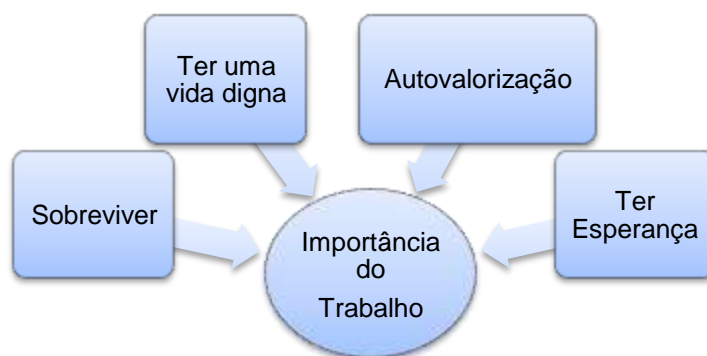 Ter uma
vida digna
Autovalorização
Sobreviver
Ter
Esperança
Importância
do
Trabalho